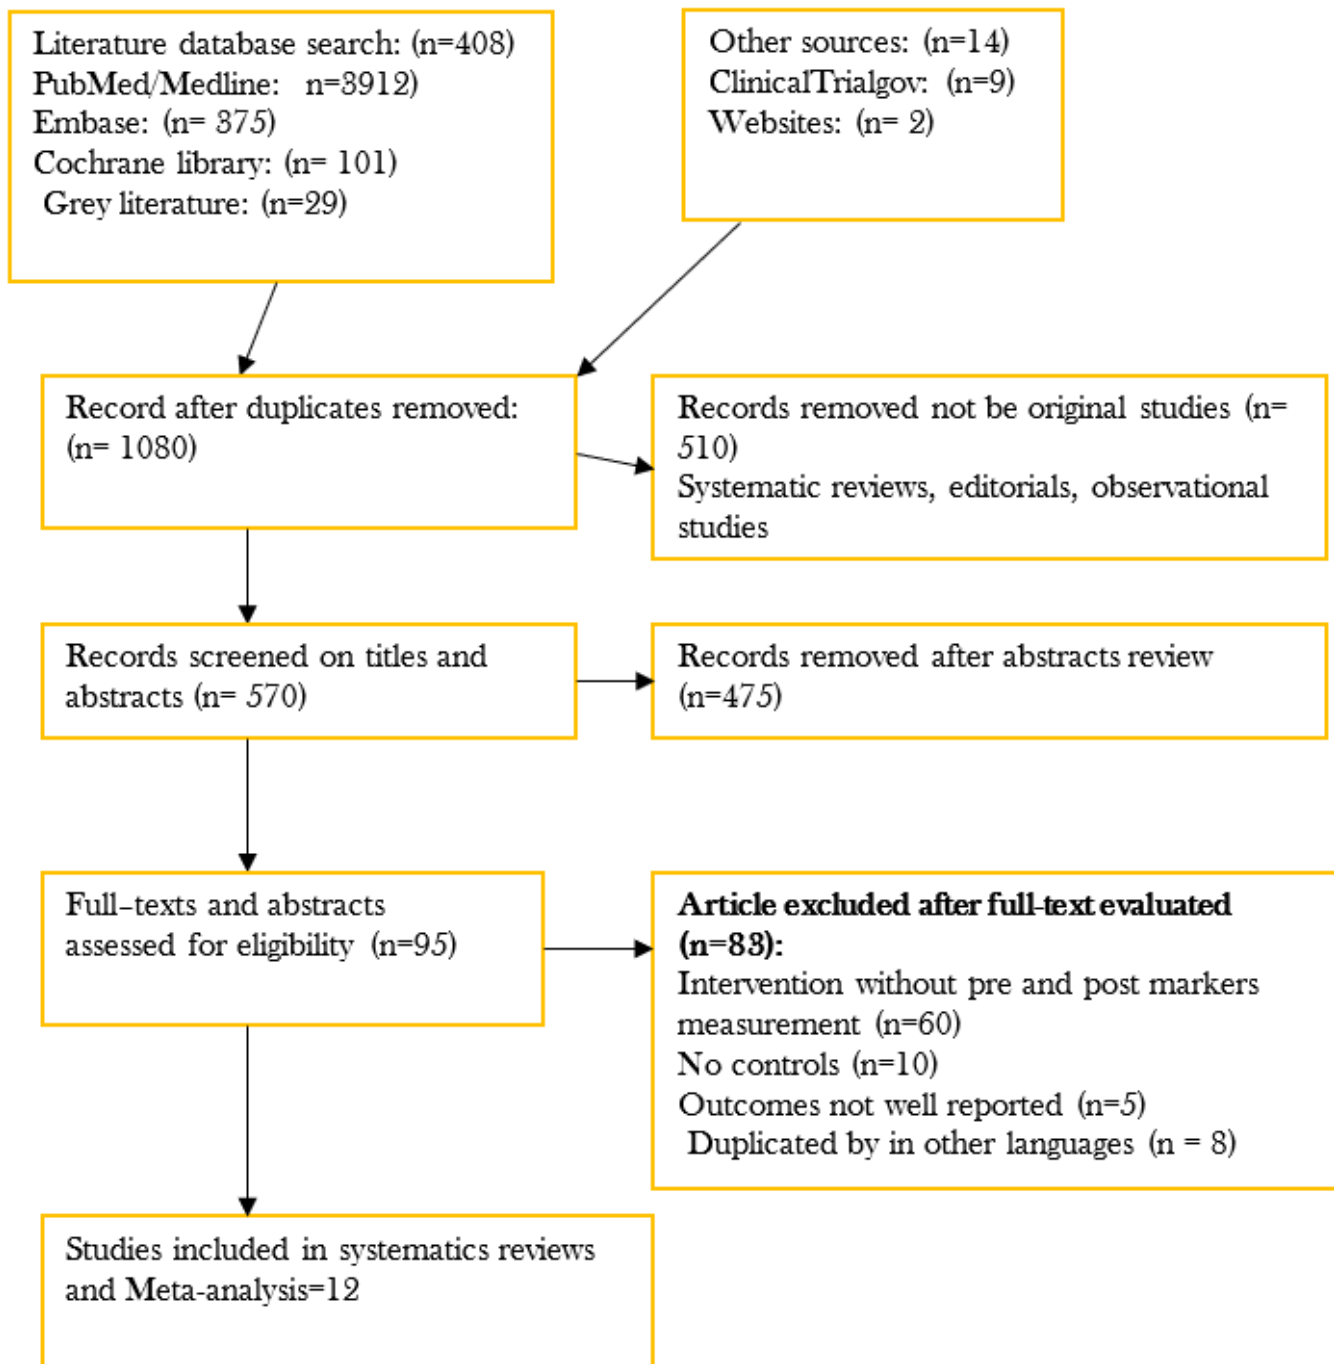 Literature database search: (n=408)
PubMed/Medline: n=3912)
Embase: (n= 375)
Cochrane library: (n= 101)
Grey literature: (n=29)
Other sources: (n=14)
ClinicalTrialgov: (n=9)
Websites: (n= 2)
Record after duplicates removed:
(n= 1080)
Records removed not be original studies (n=
510)
Systematic reviews, editorials, observational
studies
Records screened on titles and
abstracts (n= 570)
Records removed after abstracts review
(n=475)
Full-texts and abstracts
assessed for eligibility (n=95)
Article excluded after full-text evaluated
(n=83):
Intervention without pre and post markers
measurement (n=60)
No controls (n=10)
Outcomes not well reported (n=5)
Duplicated by in other languages (n = 8)
Studies included in systematics reviews
and Meta-analysis=12